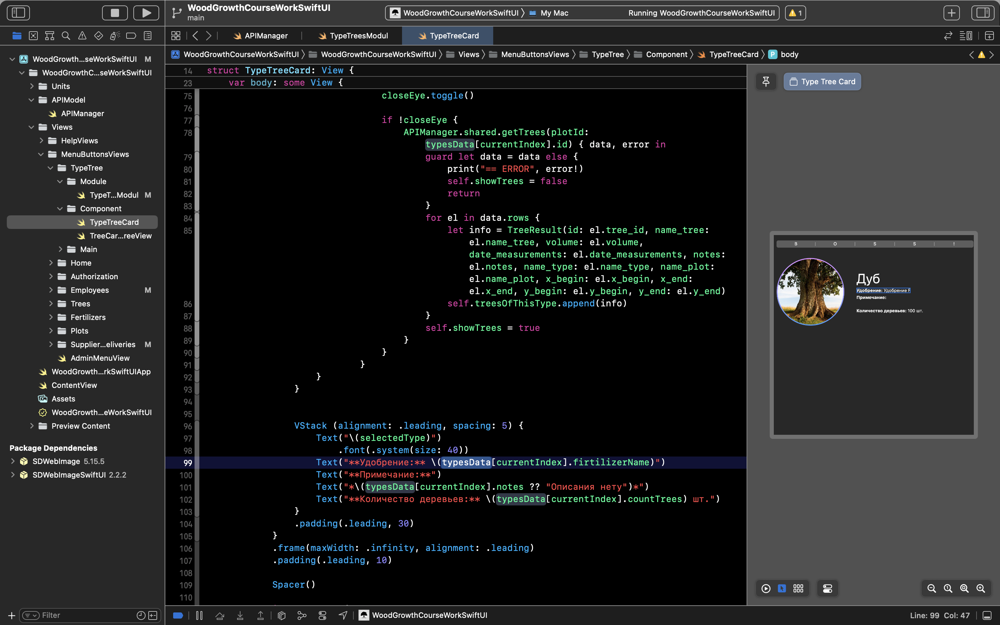 WoodGrowthCourseWorkSwiftUI
main
WoodGrowthCourseWorkSwiftUI 〉 My Mac
Running WoodGrowthCourseWorkSwiftUI
1
APIManager
TypeTreesModul
TypeTreeCard
WoodGrowthCourseWorkSwiftUI 〉 WoodGrowthCourseWorkSwiftUI 〉 Views 〉 MenuButtonsViews 〉 TypeTree 〉 Component 〉 TypeTreeCard 〉 P body
WoodGrowth...seWorkSwiftUI M
WoodGrowthC...seWorkSwiftUI
Units
APIModel
APIManager
Views
HelpViews
MenuButtonsViews
TypeTree
Module
TypeT...Modul M
Component
TypeTreeCard
TreeCar...reeView
Main
Home
Authorization
Employees M
Trees
Fertilizers
Plots
Supplier...eliveries M
AdminMenuView
WoodGrowth...rkSwiftUIApp
ContentView
Assets
WoodGrowth...eWorkSwiftUI
Preview Content
Package Dependencies
SDWebImage 5.15.5
SDWebImageSwiftUI 2.2.2
Filter
14 struct TypeTreeCard: View {
23 var body: some View {
75 closeEye.toggle()
76
77 if !closeEye {
78 APIManager.shared.getTrees(plotId:
typesData[currentIndex].id) { data, error in
79 guard let data = data else {
80 print("== ERROR", error!)
81 self.showTrees = false
82 return
83 }
84 for el in data.rows {
85 let info = TreeResult(id: el.tree_id, name_tree:
el.name_tree, volume: el.volume,
date_measurements: el.date_measurements, notes:
el.notes, name_type: el.name_type, name_plot:
el.name_plot, x_begin: el.x_begin, x_end:
el.x_end, y_begin: el.y_begin, y_end: el.y_end)
86 self.treesOfThisType.append(info)
87 }
88 self.showTrees = true
89 }
90 }
91 }
92 }
93 }
94
95
96 VStack (alignment: .leading, spacing: 5) {
97 Text("\(selectedType)")
98 .font(.system(size: 40))
99 Text("**Удобрение:** \(typesData[currentIndex].firtilizerName)")
100 Text("**Примечание:**")
101 Text("*\(typesData[currentIndex].notes ?? "Описания нету")*")
102 Text("**Количество деревьев:** \(typesData[currentIndex].countTrees) шт.")
103 }
104 .padding(.leading, 30)
105 }
106 .frame(maxWidth: .infinity, alignment: .leading)
107 .padding(.leading, 10)
108
109 Spacer()
110
Type Tree Card
B | O | S | S | !
Дуб
Удобрение: Удобрение F
Примечание:
Количество деревьев: 100 шт.
WoodGrowthCourseWorkSwiftUI
Line: 99 Col: 47